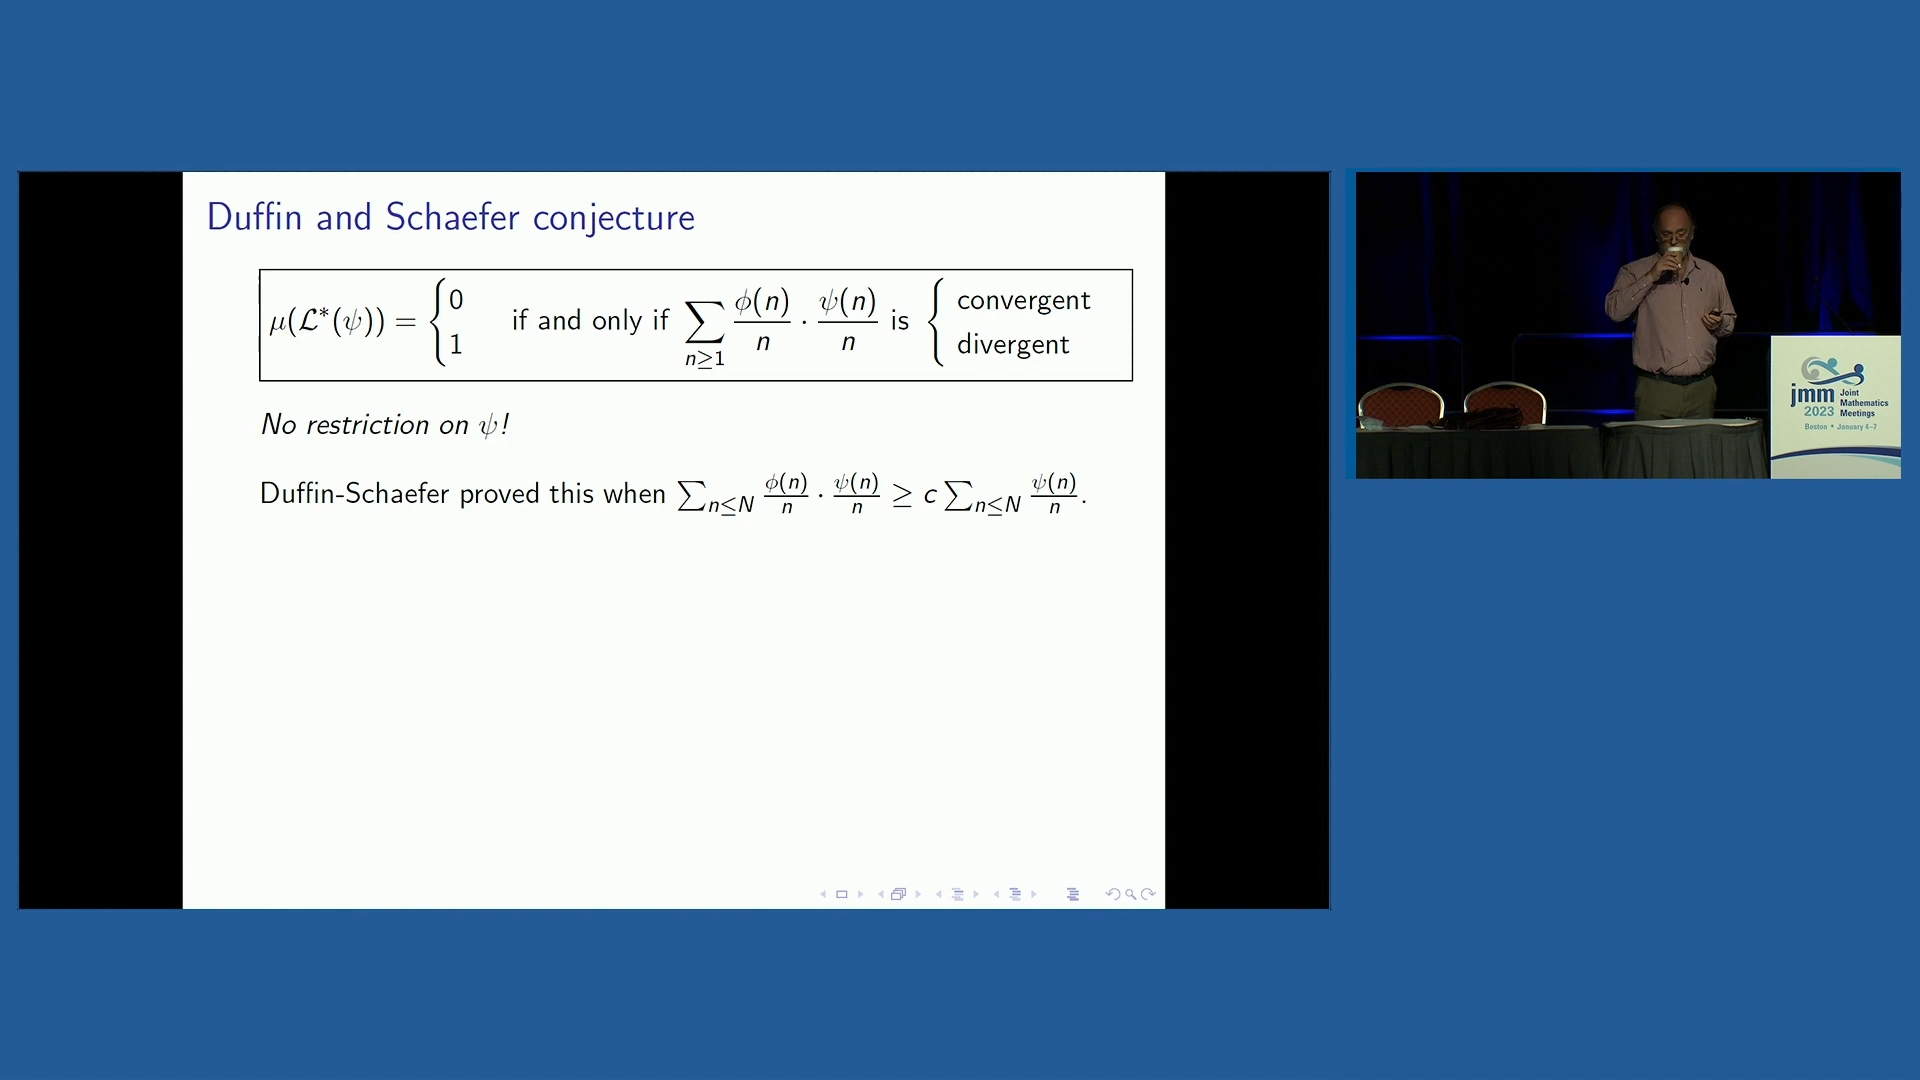 Duffin and Schaefer conjecture
μ(ℒ*(ψ)) = { 0 1 if and only if ∑_{n≥1} φ(n)/n · ψ(n)/n is { convergent divergent
No restriction on ψ!
Duffin-Schaefer proved this when ∑_{n≤N} φ(n)/n · ψ(n)/n ≥ c ∑_{n≤N} ψ(n)/n.
jmm Joint Mathematics Meetings
2023
Boston • January 4–7